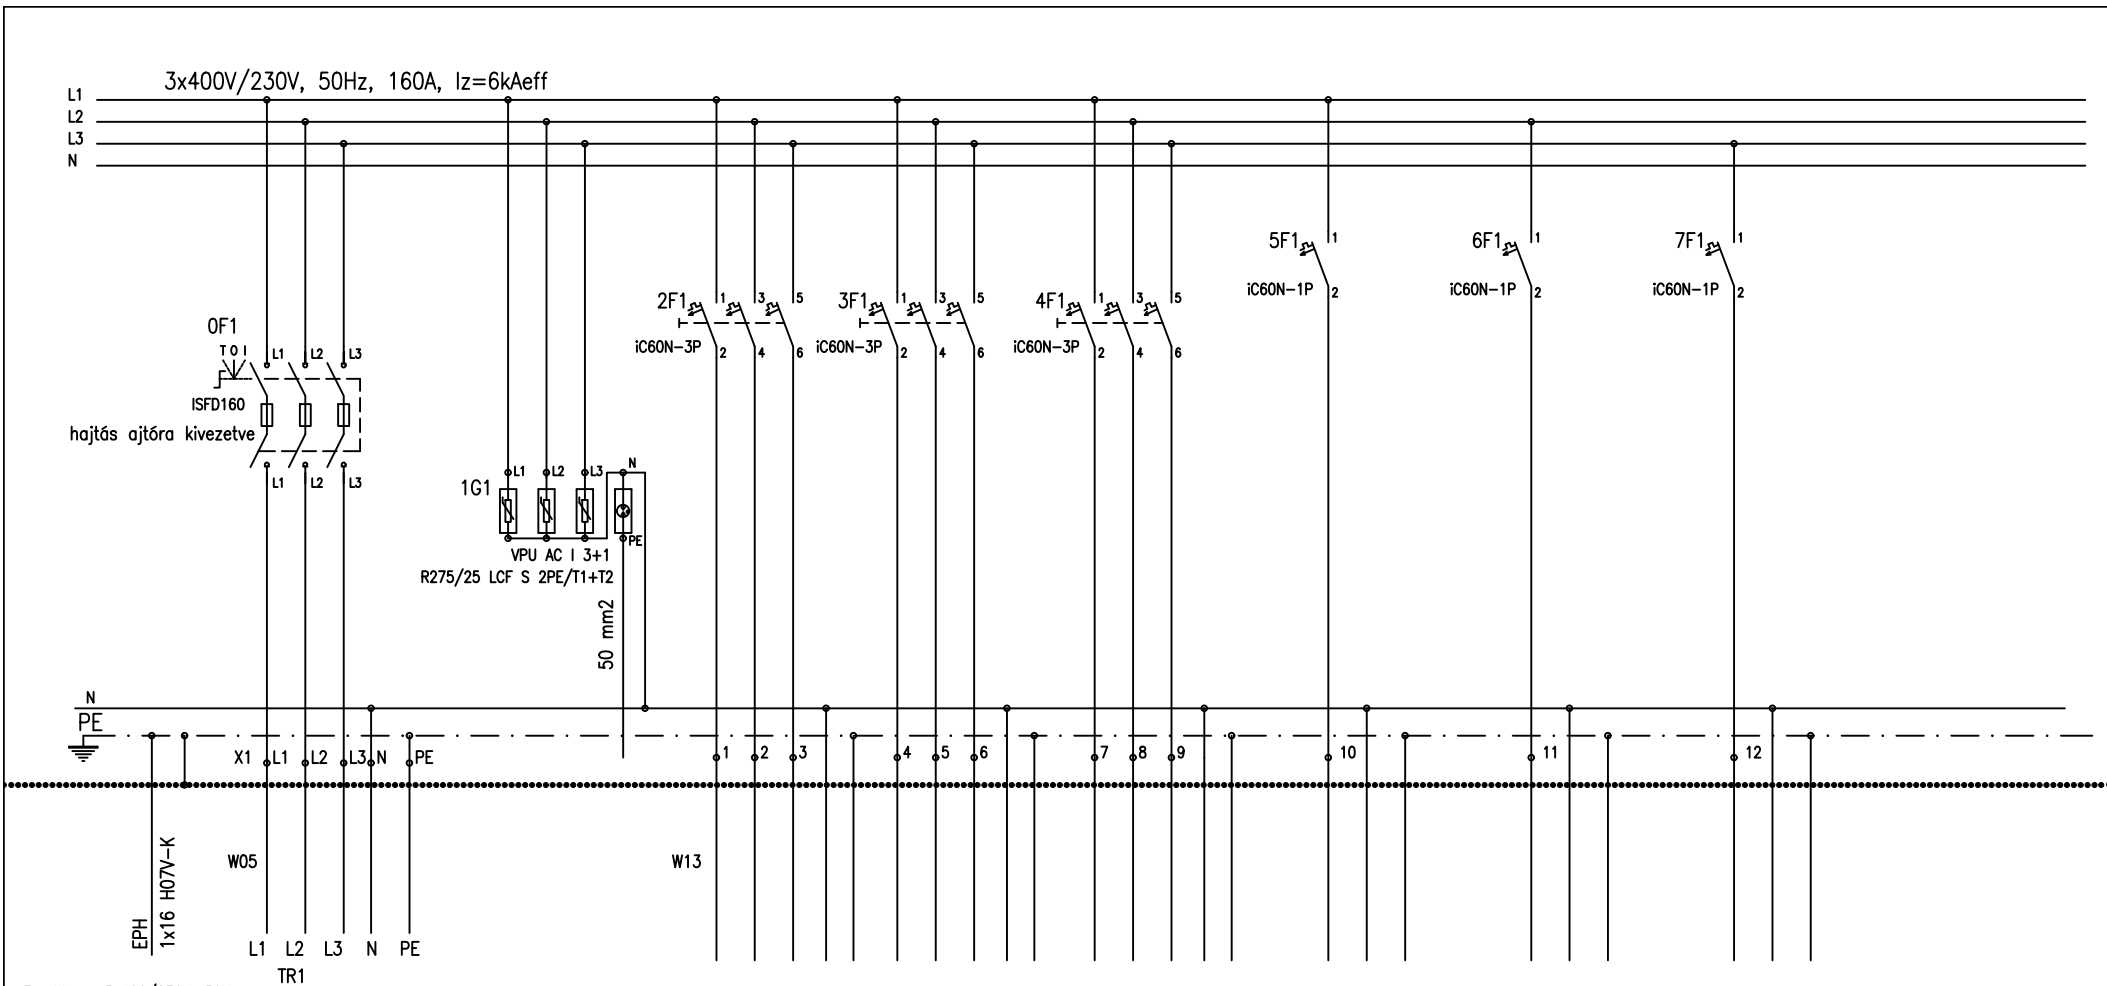 3x400V/230V, 50Hz, 160A, Iz=6kAeff
L1
L2
L3
N
5F1 1
iC60N-1P 2
6F1 1
iC60N-1P 2
7F1 1
iC60N-1P 2
2F1 1 3 5
iC60N-3P 2 4 6
3F1 1 3 5
iC60N-3P 2 4 6
4F1 1 3 5
iC60N-3P 2 4 6
0F1
T 0 I L1 L2 L3
ISFD160
hajtás ajtóra kivezetve
L1 L2 L3
1G1 L1 L2 L3 N
PE
VPU AC I 3+1
R275/25 LCF S 2PE/T1+T2
50 mm2
N
PE
X1 L1 L2 L3 N PE 1 2 3 4 5 6 7 8 9 10 11 12
EPH
1x16 H07V-K
W05 W13
L1 L2 L3 N PE
TR1